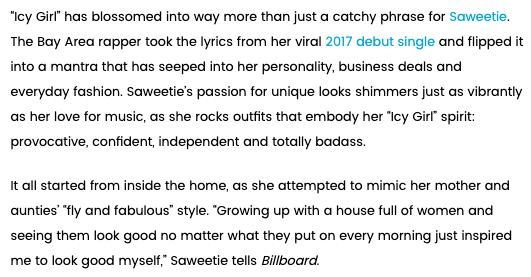 "Icy Girl" has blossomed into way more than just a catchy phrase for Saweetie.
The Bay Area rapper took the lyrics from her viral 2017 debut single and flipped it
into a mantra that has seeped into her personality, business deals and
everyday fashion. Saweetie's passion for unique looks shimmers just as vibrantly
as her love for music, as she rocks outfits that embody her "Icy Girl" spirit:
provocative, confident, independent and totally badass.
It all started from inside the home, as she attempted to mimic her mother and
aunties' "fly and fabulous" style. "Growing up with a house full of women and
seeing them look good no matter what they put on every morning just inspired
me to look good myself," Saweetie tells Billboard.